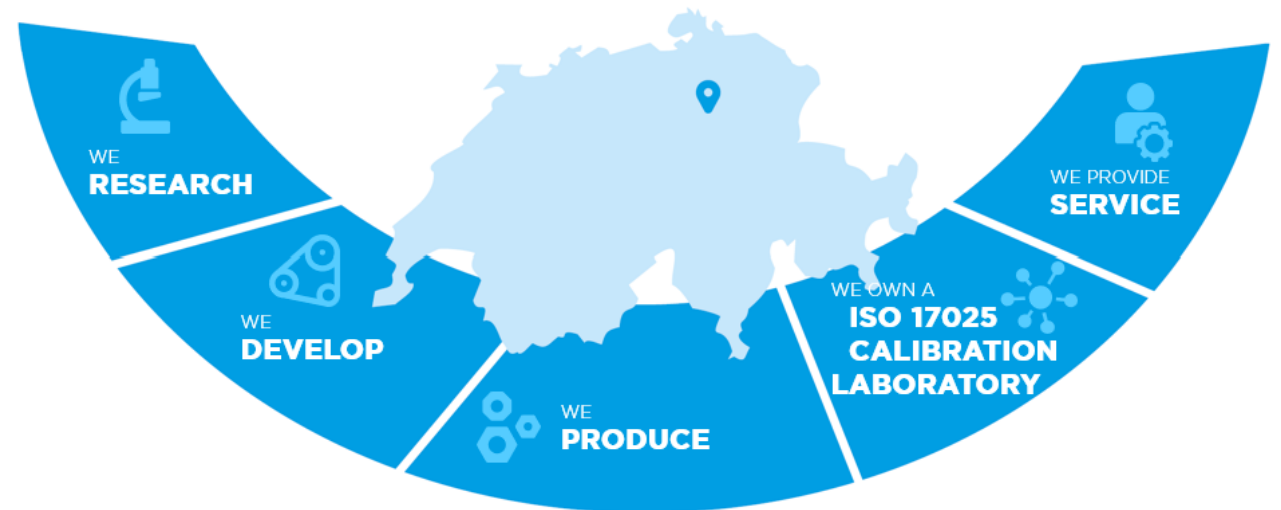 WE
RESEARCH
WE
DEVELOP
WE
PRODUCE
WE OWN A
ISO 17025
CALIBRATION
LABORATORY
WE PROVIDE
SERVICE